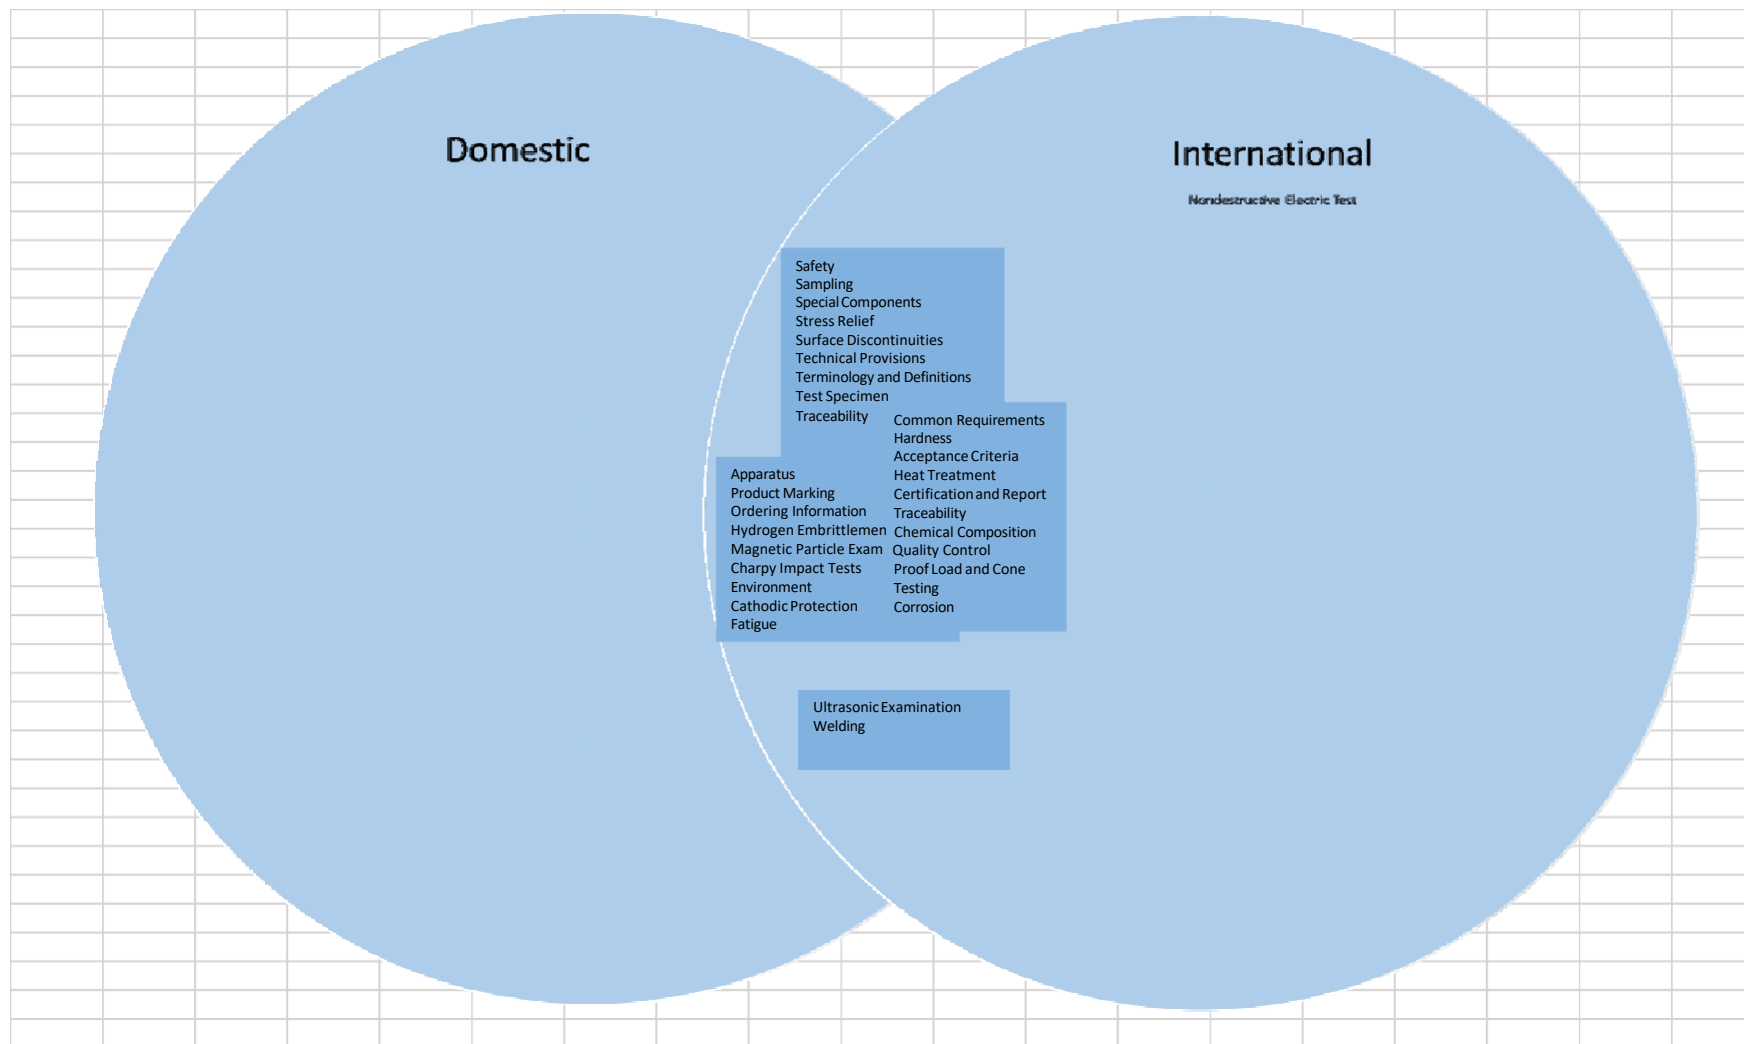 Domestic
International
Nondestructive Electric Test
Safety
Sampling
Special Components
Stress Relief
Surface Discontinuities
Technical Provisions
Terminology and Definitions
Test Specimen
Traceability
Common Requirements
Hardness
Acceptance Criteria
Heat Treatment
Certification and Report
Traceability
Chemical Composition
Quality Control
Proof Load and Cone
Testing
Corrosion
Apparatus
Product Marking
Ordering Information
Hydrogen Embrittlemen
Magnetic Particle Exam
Charpy Impact Tests
Environment
Cathodic Protection
Fatigue
Ultrasonic Examination
Welding